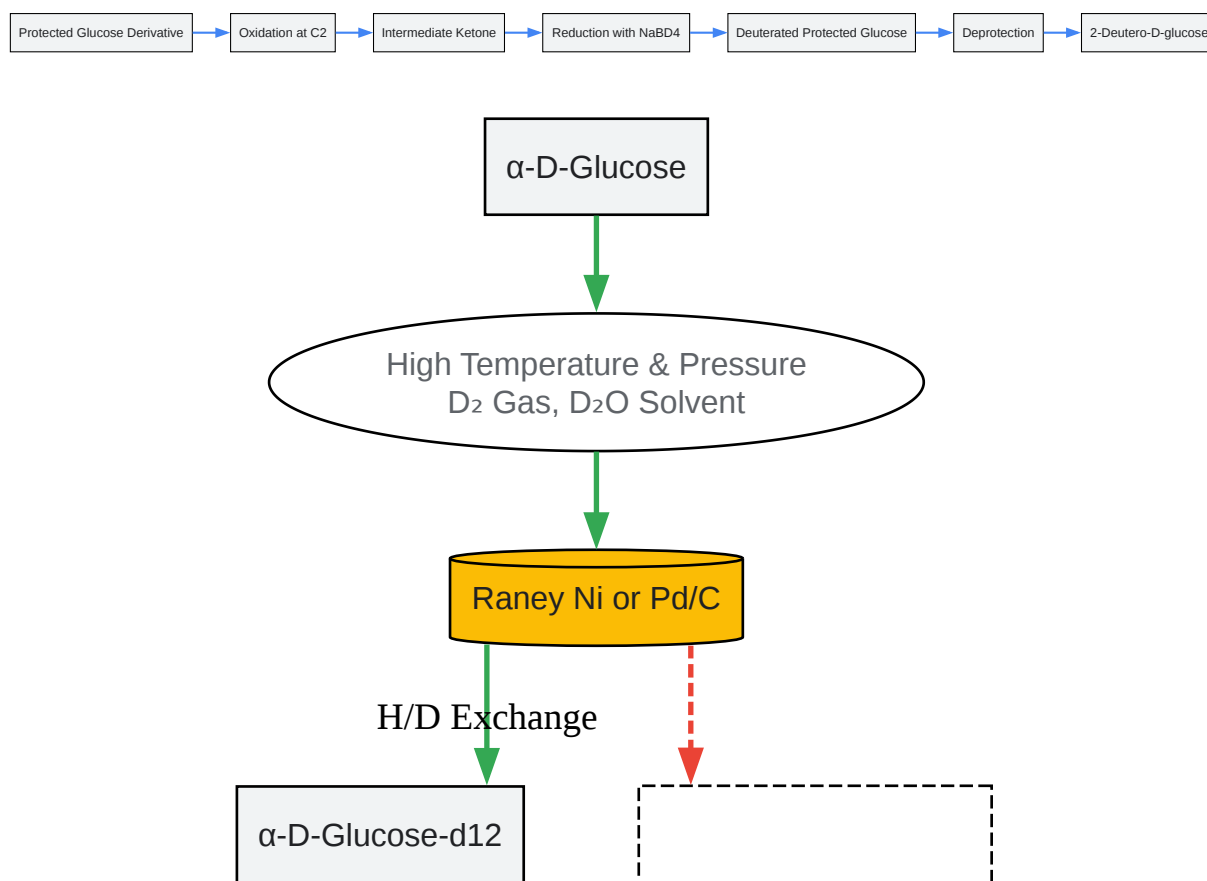 Protected Glucose Derivative
Oxidation at C2
Intermediate Ketone
Reduction with NaBD4
Deuterated Protected Glucose
Deprotection
2-Deutero-D-glucose
α-D-Glucose
High Temperature & Pressure
D₂ Gas, D₂O Solvent
Raney Ni or Pd/C
H/D Exchange
α-D-Glucose-d12